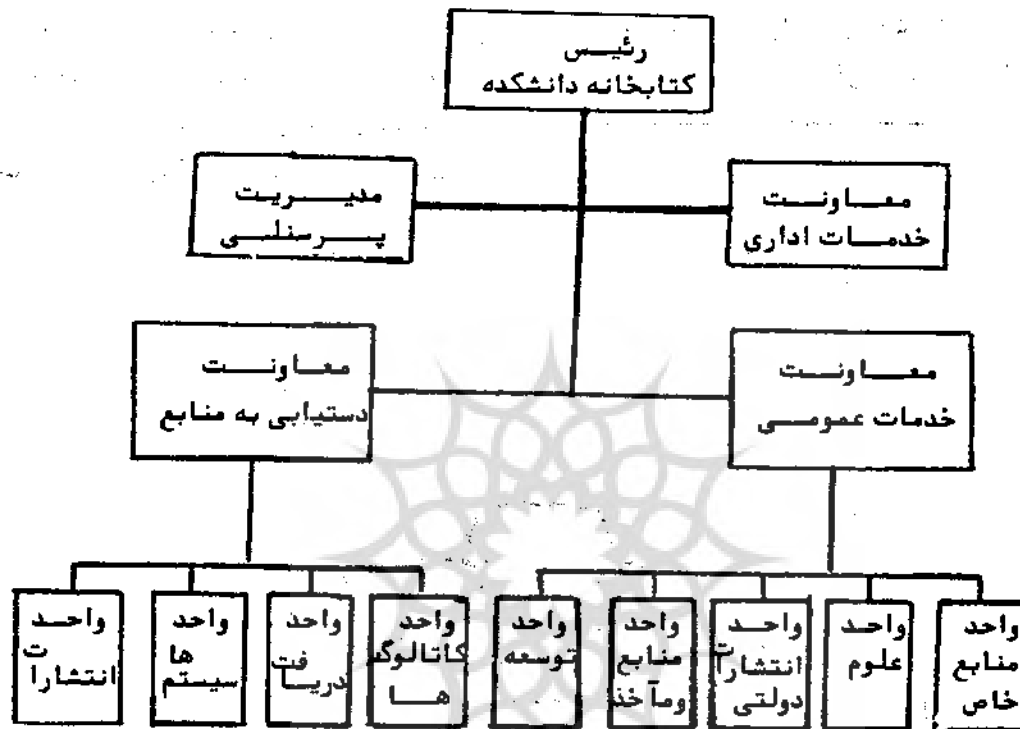 رئیس
کتابخانه دانشکده
معاونت
خدمات اداری
مدیریت
پرسنلی
معاونت
خدمات عمومی
معاونت
دستیابی به منابع
واحد
منابع
خاص
واحد
علوم
واحد
انتشارات
دولتی
واحد
منابع
ومآخذ
واحد
توسعه
واحد
کاتالوگ
ها
واحد
دریافت
واحد
ها
سیستم
واحد
انتشارات